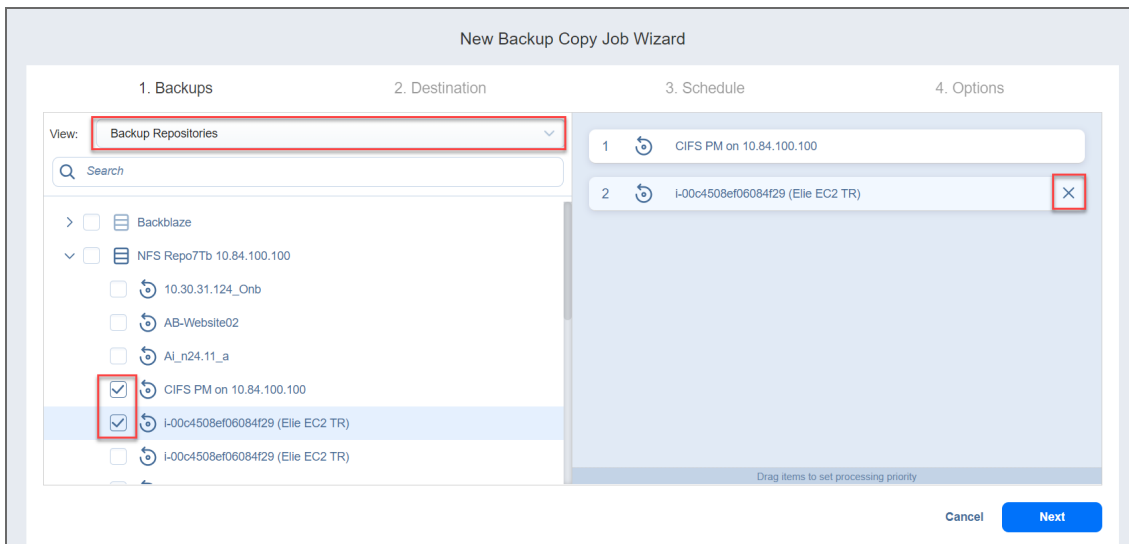 New Backup Copy Job Wizard
1. Backups
2. Destination
3. Schedule
4. Options
View:
Backup Repositories
Search
Backblaze
NFS Repo7Tb 10.84.100.100
10.30.31.124_Onb
AB-Website02
Ai_n24.11_a
CIFS PM on 10.84.100.100
i-00c4508ef06084f29 (Elie EC2 TR)
i-00c4508ef06084f29 (Elie EC2 TR)
1 CIFS PM on 10.84.100.100
2 i-00c4508ef06084f29 (Elie EC2 TR)
Drag items to set processing priority
Cancel
Next